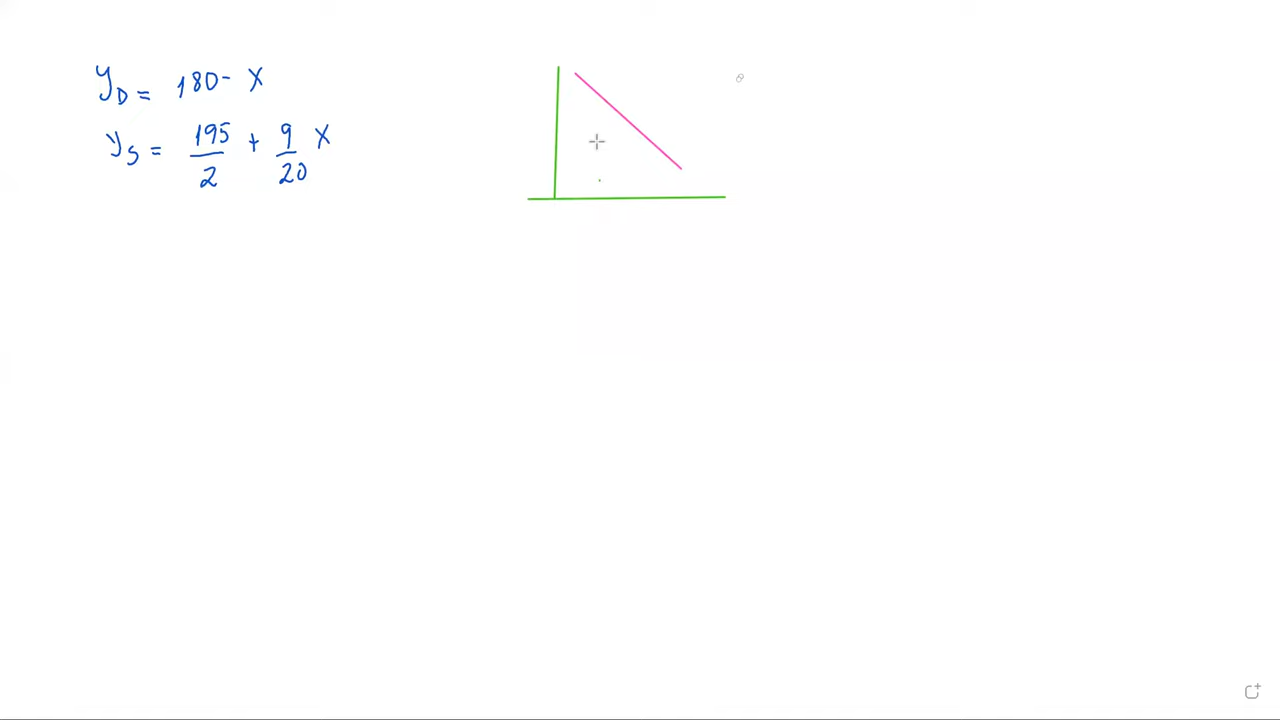 y_D = 180 - x
y_S = 195/2 + 9/20 x